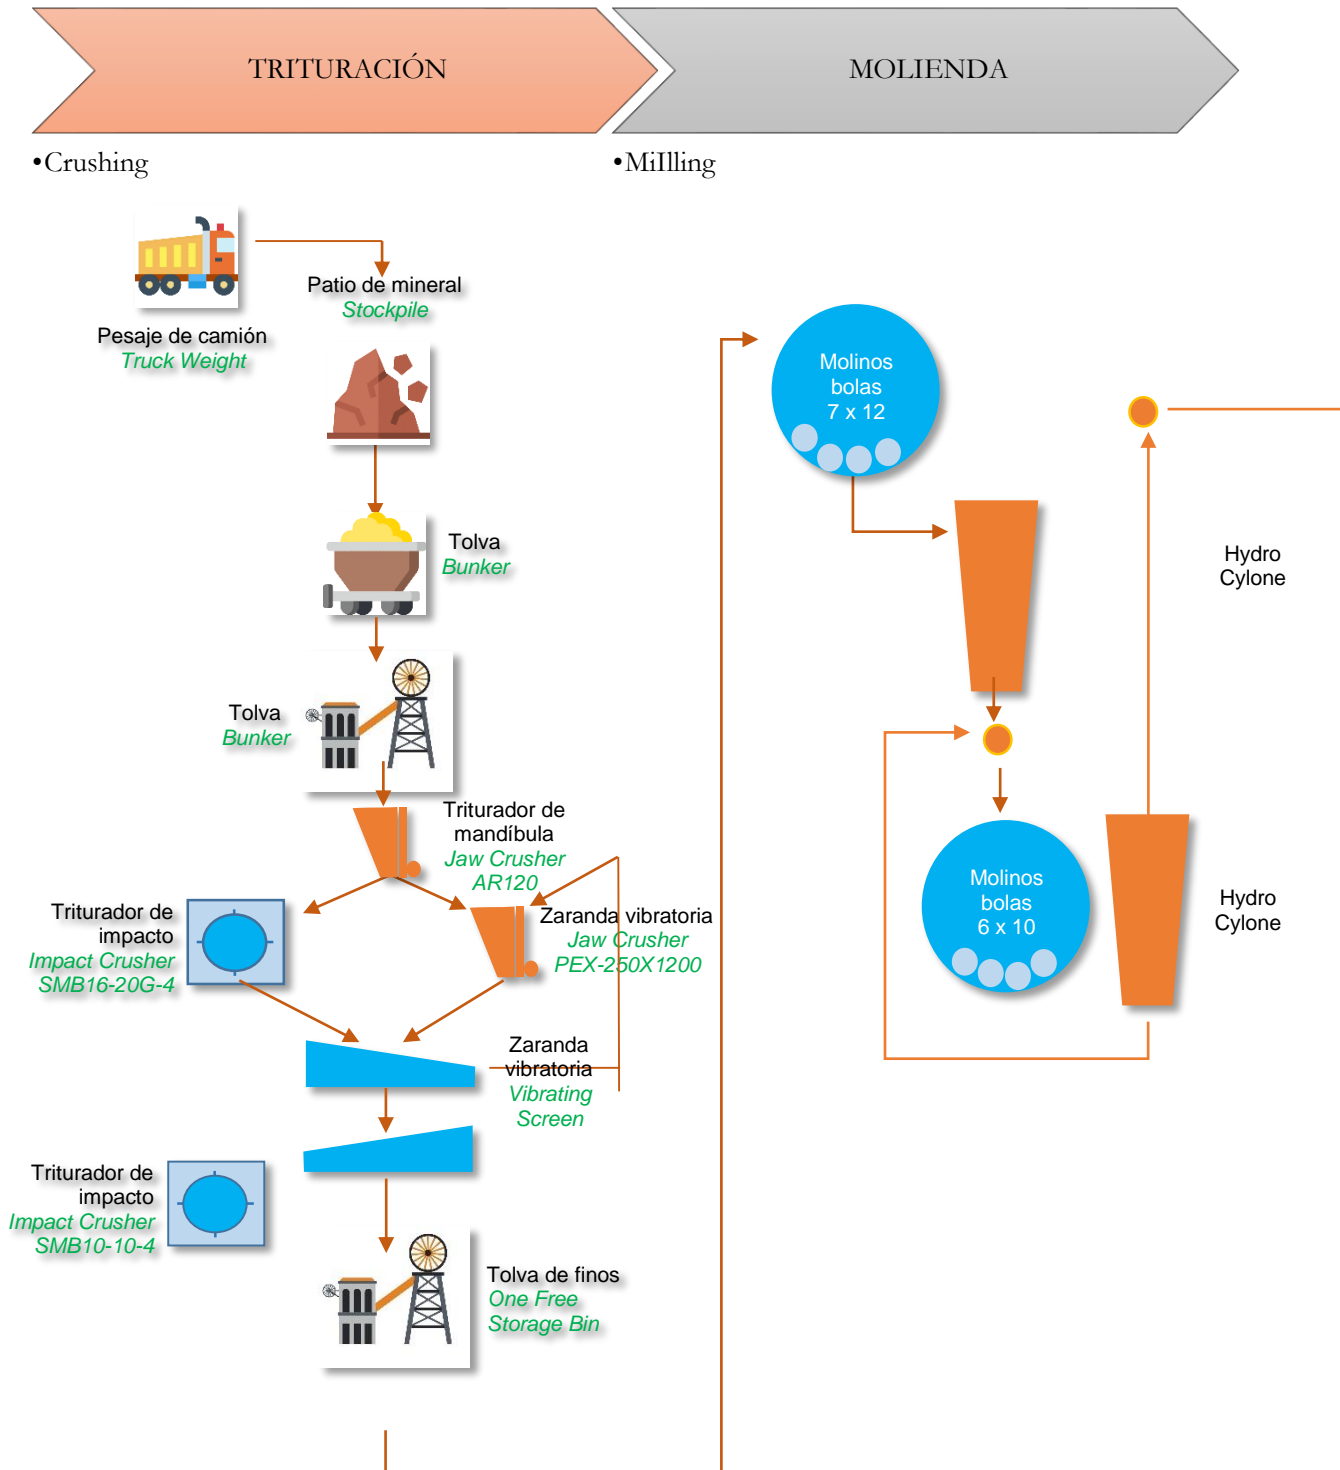 TRITURACIÓN
MOLIENDA
•Crushing
•MiIlling
Pesaje de camión
Truck Weight
Patio de mineral
Stockpile
Tolva
Bunker
Tolva
Bunker
Triturador de
mandíbula
Jaw Crusher
AR120
Triturador de
impacto
Impact Crusher
SMB16-20G-4
Zaranda vibratoria
Jaw Crusher
PEX-250X1200
Zaranda
vibratoria
Vibrating
Screen
Triturador de
impacto
Impact Crusher
SMB10-10-4
Tolva de finos
One Free
Storage Bin
Molinos
bolas
7 x 12
Hydro
Cylone
Molinos
bolas
6 x 10
Hydro
Cylone